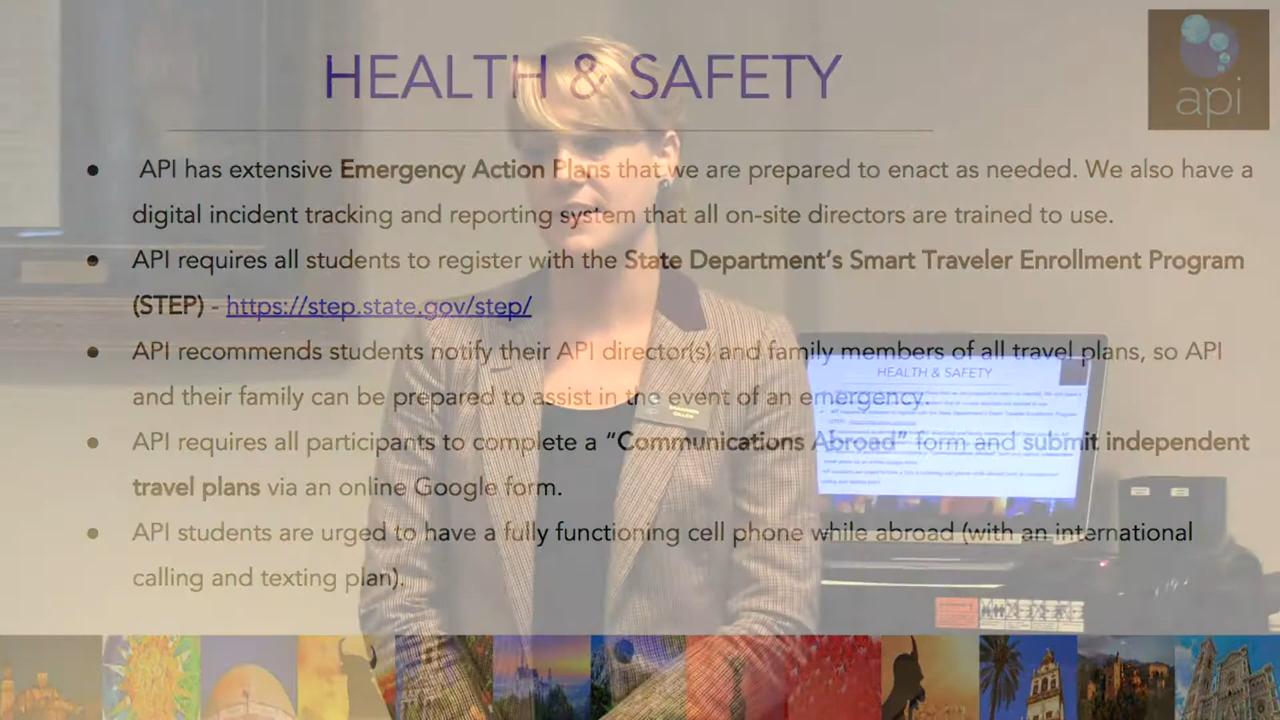 HEALTH & SAFETY
api
● API has extensive Emergency Action Plans that we are prepared to enact as needed. We also have a
digital incident tracking and reporting system that all on-site directors are trained to use.
● API requires all students to register with the State Department’s Smart Traveler Enrollment Program
(STEP) - https://step.state.gov/step/
● API recommends students notify their API director(s) and family members of all travel plans, so API
and their family can be prepared to assist in the event of an emergency.
● API requires all participants to complete a “Communications Abroad” form and submit independent
travel plans via an online Google form.
● API students are urged to have a fully functioning cell phone while abroad (with an international
calling and texting plan).
HEALTH & SAFETY